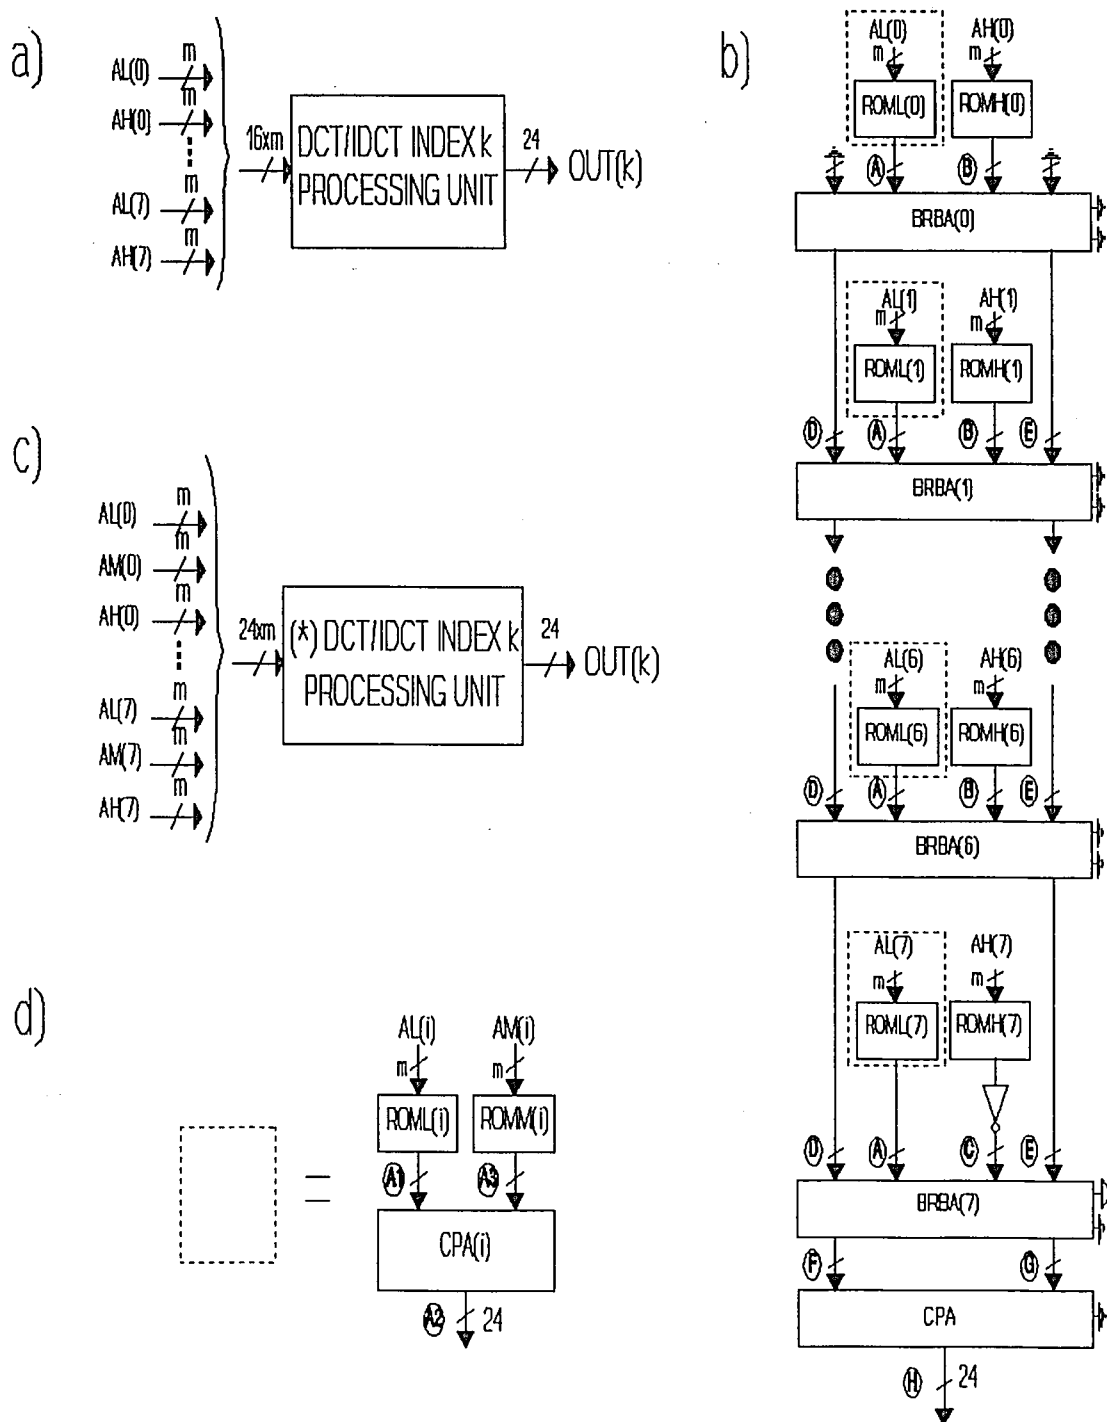 a)
m
AL(0)
m
AH(0)
m
AL(7)
m
AH(7)
16xm
DCT/IDCT INDEX k
PROCESSING UNIT
24
OUT(k)
b)
AL(0)
AH(0)
m
m
ROML(0)
ROMH(0)
A
B
BRBA(0)
AL(1)
AH(1)
m
m
ROML(1)
ROMH(1)
D
A
B
E
BRBA(1)
AL(6)
AH(6)
m
m
ROML(6)
ROMH(6)
D
A
B
E
BRBA(6)
AL(7)
AH(7)
m
m
ROML(7)
ROMH(7)
D
A
C
E
BRBA(7)
F
G
CPA
H
24
c)
m
AL(0)
m
AM(0)
m
AH(0)
m
AL(7)
m
AM(7)
m
AH(7)
24xm
(*) DCT/IDCT INDEX k
PROCESSING UNIT
24
OUT(k)
d)
=
AL(i)
AM(i)
m
m
ROML(i)
ROMM(i)
A1
A3
CPA(i)
A2
24